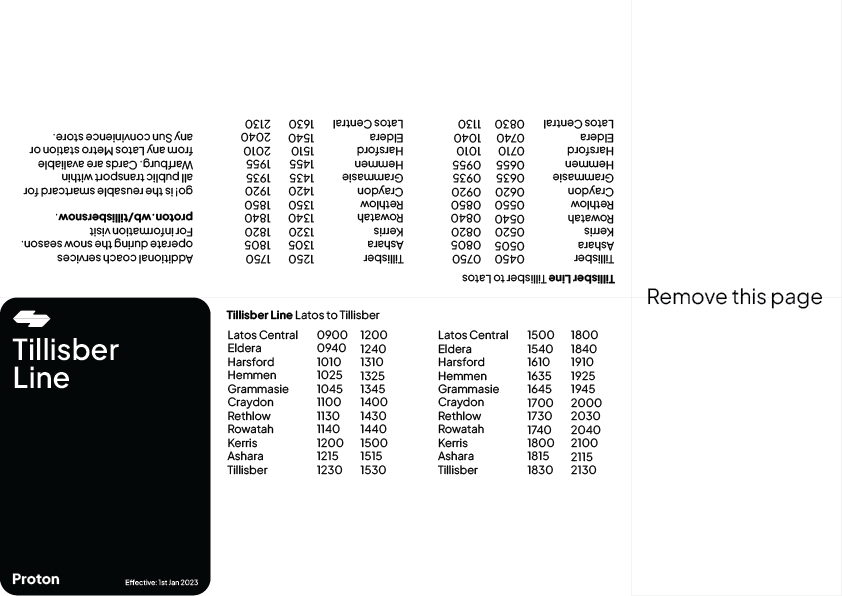 Tillisber
Line
Proton
Effective: 1st Jan 2023
Tillisber Line Latos to Tillisber
Latos Central 0900 1200
Eldera 0940 1240
Harsford 1010 1310
Hemmen 1025 1325
Grammasie 1045 1345
Craydon 1100 1400
Rethlow 1130 1430
Rowatah 1140 1440
Kerris 1200 1500
Ashara 1215 1515
Tillisber 1230 1530
Latos Central 1500 1800
Eldera 1540 1840
Harsford 1610 1910
Hemmen 1635 1925
Grammasie 1645 1945
Craydon 1700 2000
Rethlow 1730 2030
Rowatah 1740 2040
Kerris 1800 2100
Ashara 1815 2115
Tillisber 1830 2130
Tillisber Line Tillisber to Latos
Tillisber 0450 0750
Ashara 0505 0805
Kerris 0520 0820
Rowatah 0540 0840
Rethlow 0550 0850
Craydon 0620 0920
Grammasie 0635 0935
Hemmen 0655 0955
Harsford 0710 1010
Eldera 0740 1040
Latos Central 0830 1130
Tillisber 1250 1750
Ashara 1305 1805
Kerris 1320 1820
Rowatah 1340 1840
Rethlow 1350 1850
Craydon 1420 1920
Grammasie 1435 1935
Hemmen 1455 1955
Harsford 1510 2010
Eldera 1540 2040
Latos Central 1630 2130
Additional coach services
operate during the snow season.
For information visit
proton.wb/tillisbersnow.
go! is the reusable smartcard for
all public transport within
Warfburg. Cards are avaliable
from any Latos Metro station or
any Sun convinience store.
Remove this page